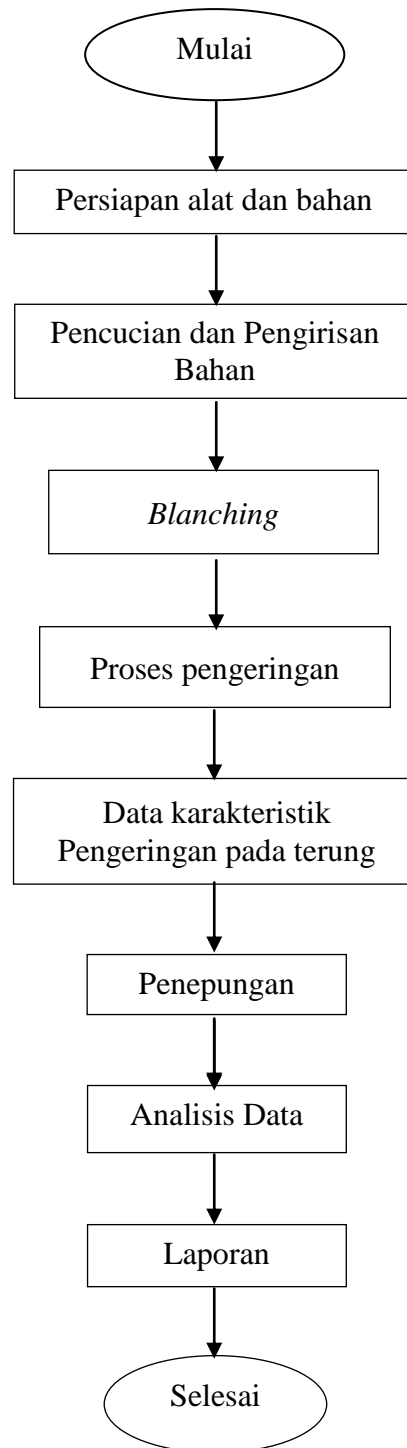 Mulai
Persiapan alat dan bahan
Pencucian dan Pengirisan
Bahan
Blanching
Proses pengeringan
Data karakteristik
Pengeringan pada terung
Penepungan
Analisis Data
Laporan
Selesai